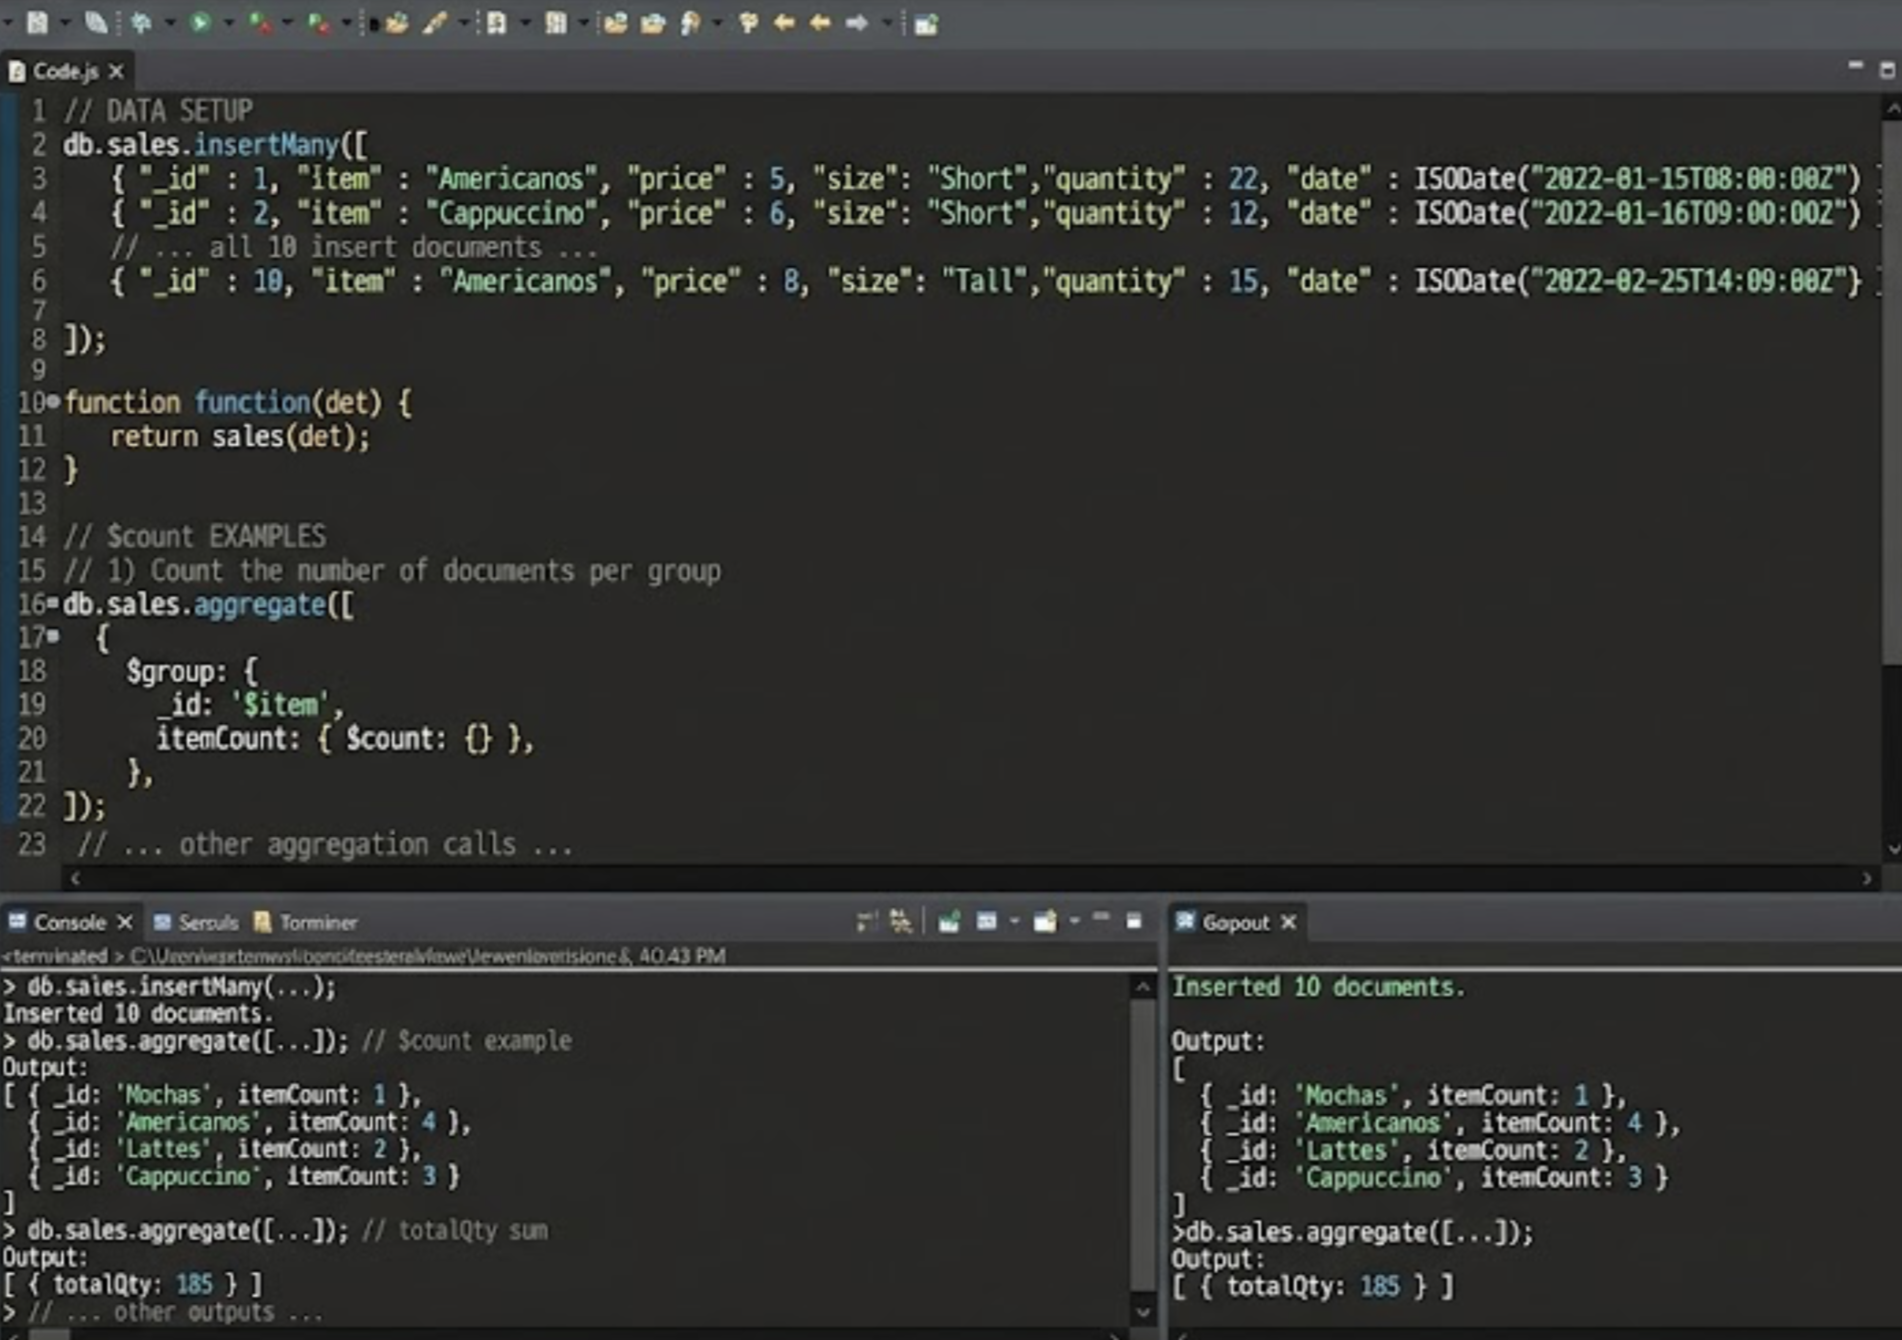 Code.js
1 // DATA SETUP
2 db.sales.insertMany([
3 { "_id" : 1, "item" : "Americanos", "price" : 5, "size": "Short","quantity" : 22, "date" : ISODate("2022-01-15T08:00:00Z")
4 { "_id" : 2, "item" : "Cappuccino", "price" : 6, "size": "Short","quantity" : 12, "date" : ISODate("2022-01-16T09:00:00Z")
5 // ... all 10 insert documents ...
6 { "_id" : 10, "item" : "Americanos", "price" : 8, "size": "Tall","quantity" : 15, "date" : ISODate("2022-02-25T14:09:00Z"}
7
8 ]);
9
10 function function(det) {
11 return sales(det);
12 }
13
14 // $count EXAMPLES
15 // 1) Count the number of documents per group
16 db.sales.aggregate([
17 {
18 $group: {
19 _id: '$item',
20 itemCount: { $count: {} },
21 },
22 ]);
23 // ... other aggregation calls ...
Console Serculs Torminer
<terminated > 40.43 PM
> db.sales.insertMany(...);
Inserted 10 documents.
> db.sales.aggregate([...]); // $count example
Output:
[ { _id: 'Mochas', itemCount: 1 },
{ _id: 'Americanos', itemCount: 4 },
{ _id: 'Lattes', itemCount: 2 },
{ _id: 'Cappuccino', itemCount: 3 }
]
> db.sales.aggregate([...]); // totalQty sum
Output:
[ { totalQty: 185 } ]
> // ... other outputs ...
Gopout
Inserted 10 documents.
Output:
[
{ _id: 'Mochas', itemCount: 1 },
{ _id: 'Americanos', itemCount: 4 },
{ _id: 'Lattes', itemCount: 2 },
{ _id: 'Cappuccino', itemCount: 3 }
]
>db.sales.aggregate([...]);
Output:
[ { totalQty: 185 } ]